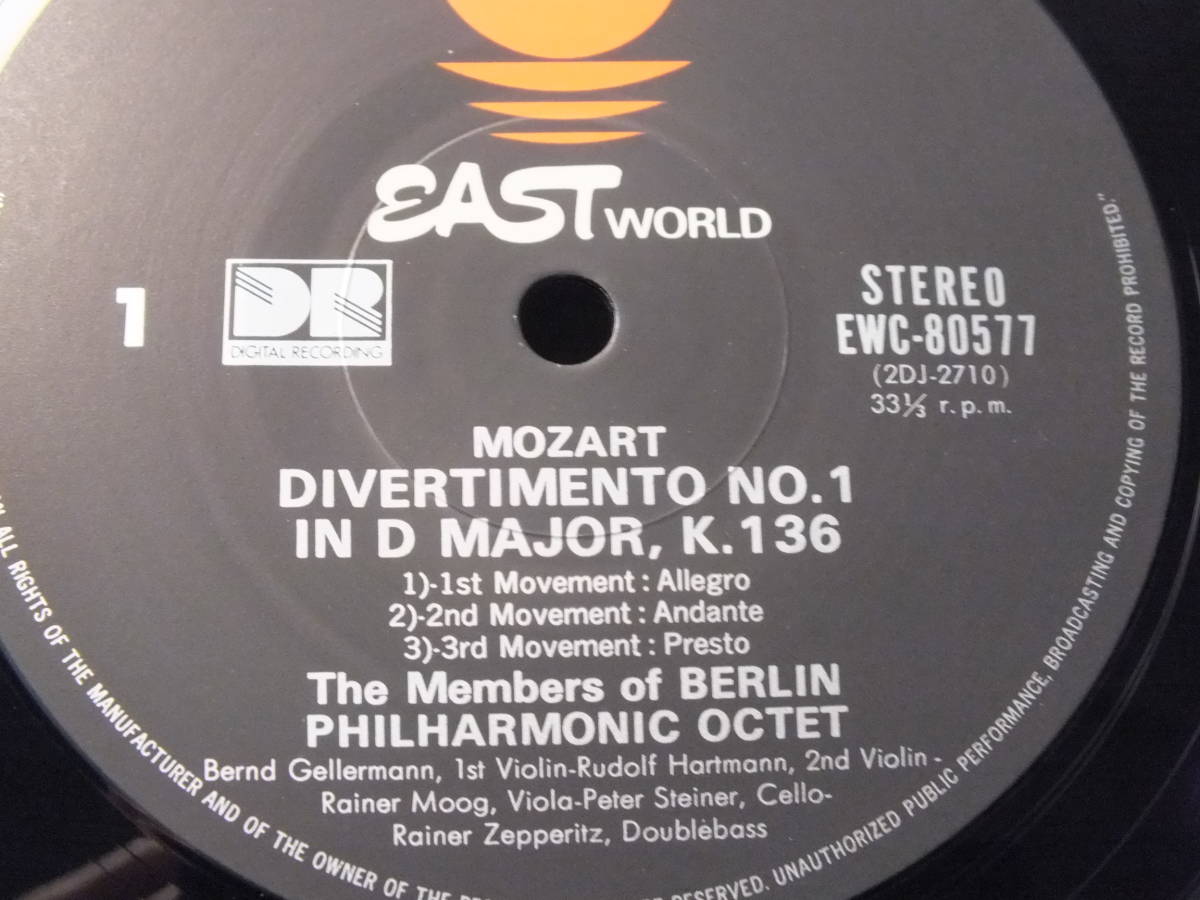 EAST WORLD
1
DR
DIGITAL RECORDING
STEREO
EWC-80577
(2DJ-2710)
33⅓ r.p.m.
MOZART
DIVERTIMENTO NO.1
IN D MAJOR, K.136
1)-1st Movement : Allegro
2)-2nd Movement : Andante
3)-3rd Movement : Presto
The Members of BERLIN
PHILHARMONIC OCTET
Bernd Gellermann, 1st Violin-Rudolf Hartmann, 2nd Violin-
Rainer Moog, Viola-Peter Steiner, Cello-
Rainer Zepperitz, Doublebass
ALL RIGHTS OF THE MANUFACTURER AND OF THE OWNER OF THE RESERVED. UNAUTHORIZED PUBLIC PERFORMANCE, BROADCASTING AND COPYING OF THE RECORD PROHIBITED."